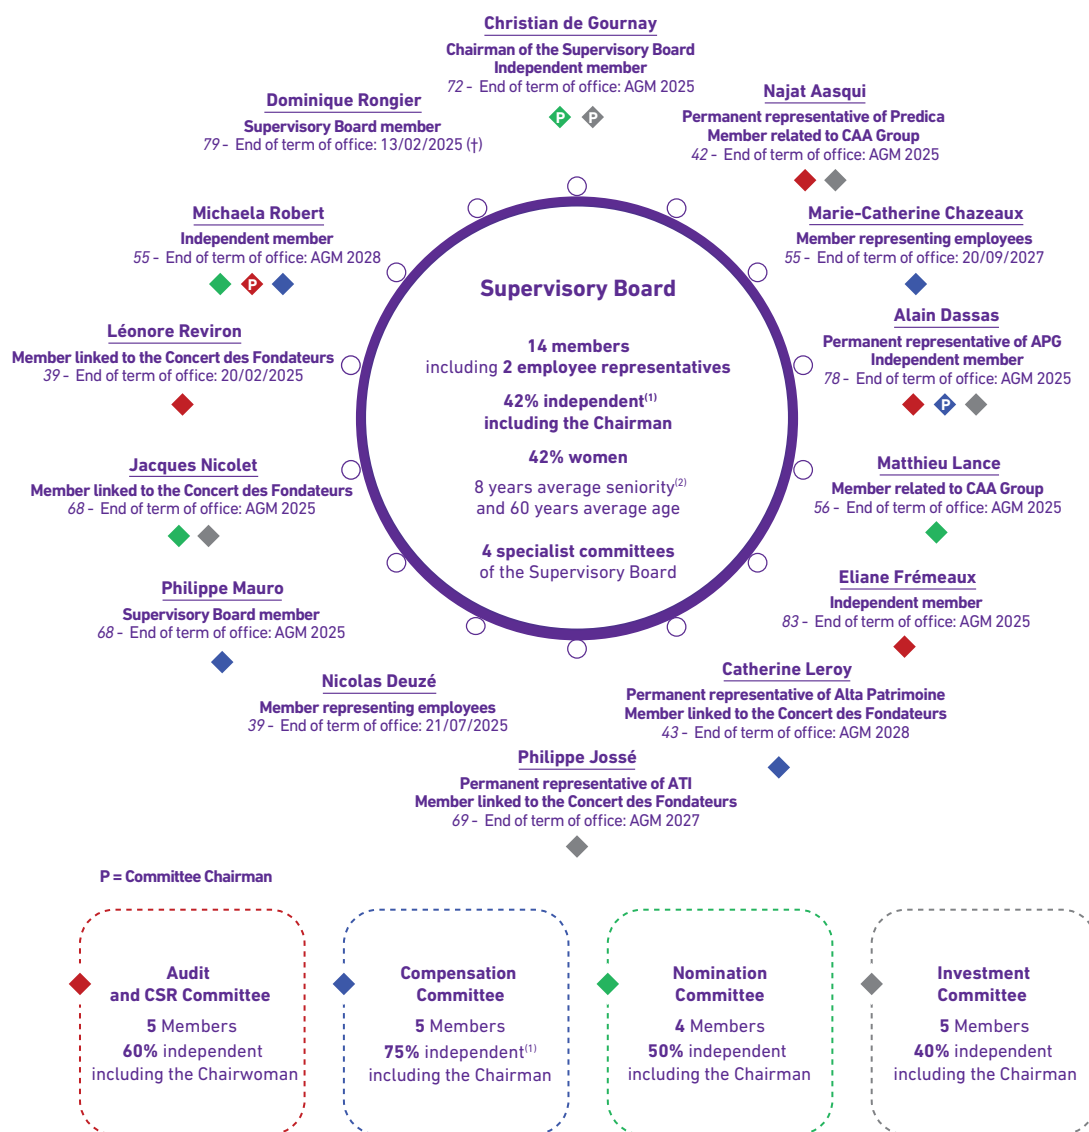 Christian de Gournay
Chairman of the Supervisory Board
Independent member
72 - End of term of office: AGM 2025
P P
Najat Aasqui
Permanent representative of Predica
Member related to CAA Group
42 - End of term of office: AGM 2025
Marie-Catherine Chazeaux
Member representing employees
55 - End of term of office: 20/09/2027
Alain Dassas
Permanent representative of APG
Independent member
78 - End of term of office: AGM 2025
P
Matthieu Lance
Member related to CAA Group
56 - End of term of office: AGM 2025
Eliane Frémeaux
Independent member
83 - End of term of office: AGM 2025
Catherine Leroy
Permanent representative of Alta Patrimoine
Member linked to the Concert des Fondateurs
43 - End of term of office: AGM 2028
Philippe Jossé
Permanent representative of ATI
Member linked to the Concert des Fondateurs
69 - End of term of office: AGM 2027
Nicolas Deuzé
Member representing employees
39 - End of term of office: 21/07/2025
Philippe Mauro
Supervisory Board member
68 - End of term of office: AGM 2025
Jacques Nicolet
Member linked to the Concert des Fondateurs
68 - End of term of office: AGM 2025
Léonore Reviron
Member linked to the Concert des Fondateurs
39 - End of term of office: 20/02/2025
Michaela Robert
Independent member
55 - End of term of office: AGM 2028
P
Dominique Rongier
Supervisory Board member
79 - End of term of office: 13/02/2025 (†)
Supervisory Board
14 members
including 2 employee representatives
42% independent(1)
including the Chairman
42% women
8 years average seniority(2)
and 60 years average age
4 specialist committees
of the Supervisory Board
P = Committee Chairman
Audit
and CSR Committee
5 Members
60% independent
including the Chairwoman
Compensation
Committee
5 Members
75% independent(1)
including the Chairman
Nomination
Committee
4 Members
50% independent
including the Chairman
Investment
Committee
5 Members
40% independent
including the Chairman